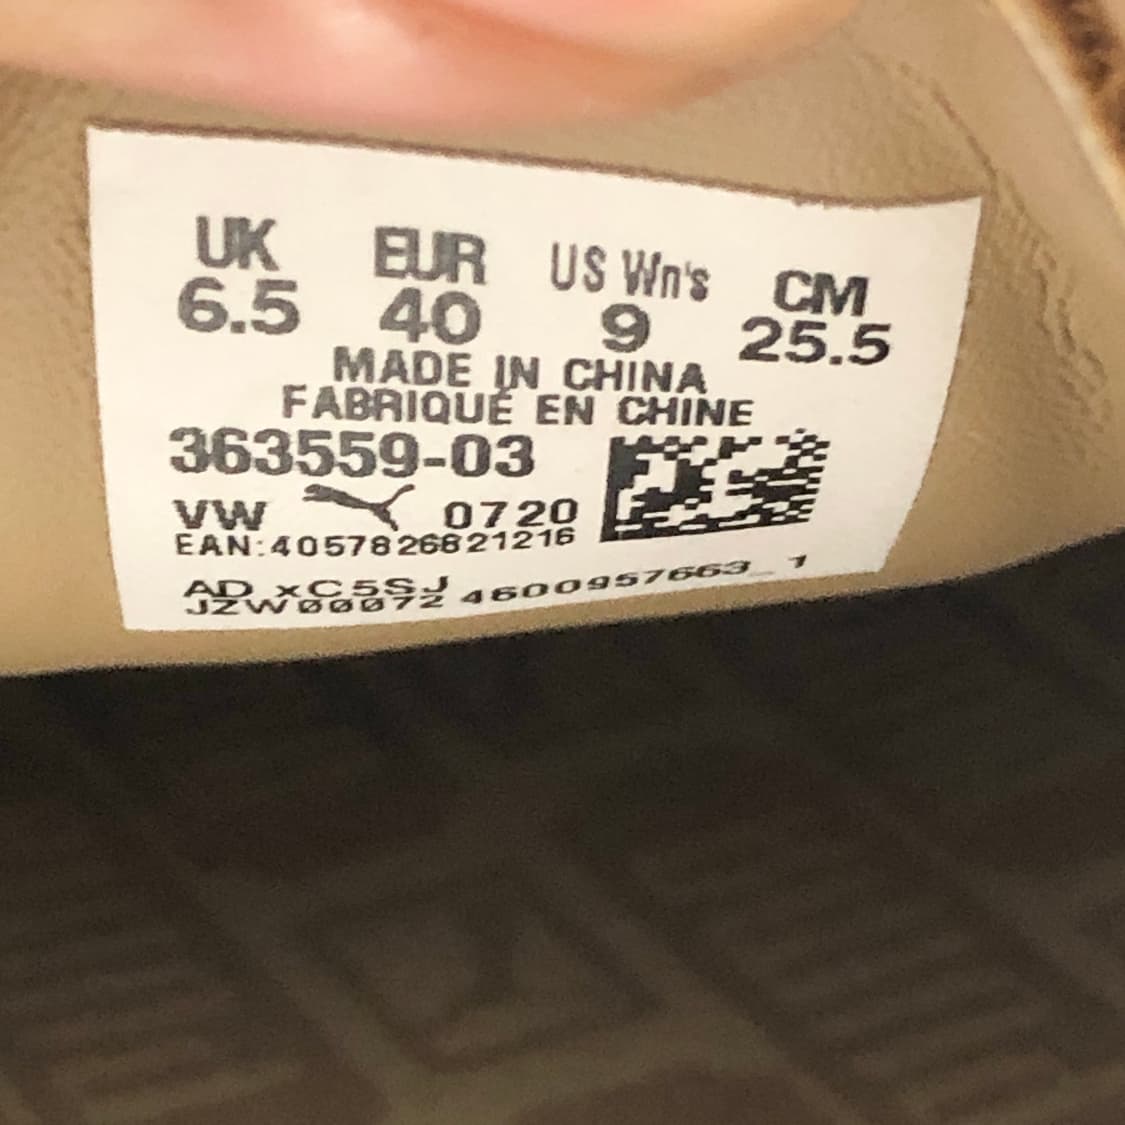 UK EUR US Wn's CM
6.5 40 9 25.5
MADE IN CHINA
FABRIQUÉ EN CHINE
363559-03
VW 0720
EAN:4057826821216
AD xC5SJ
JZW00072 4600957663_1